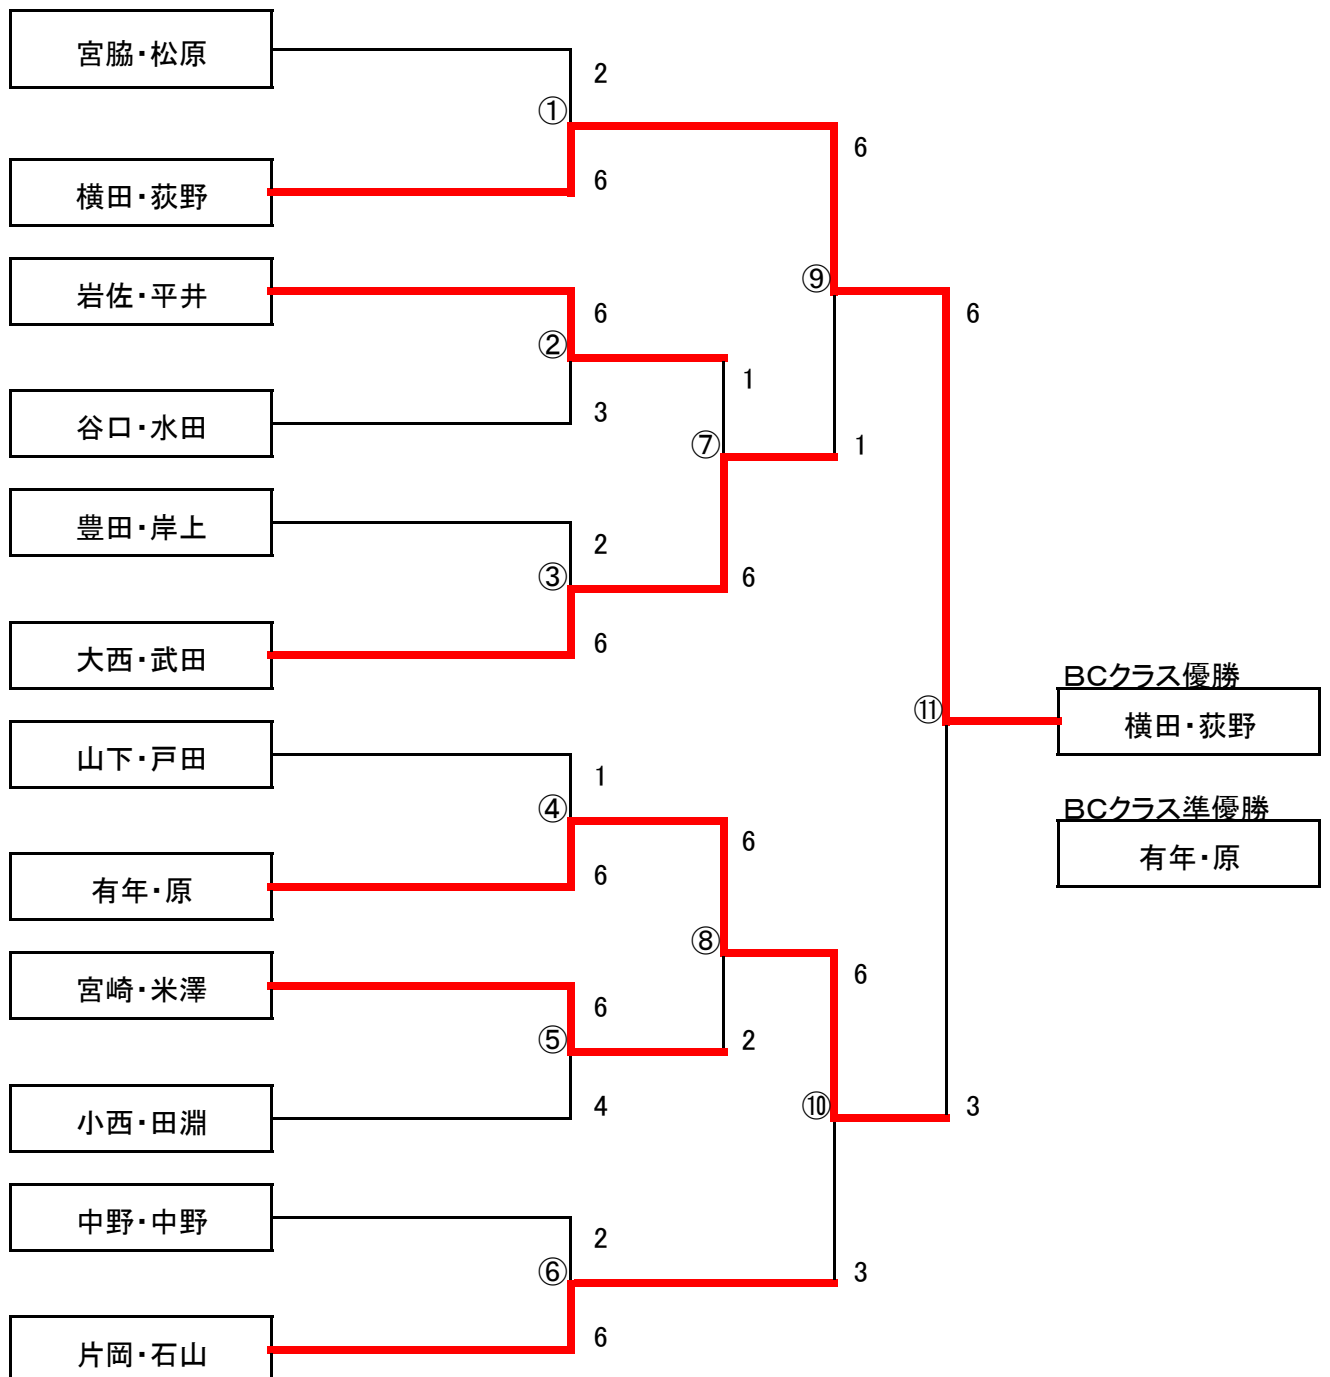 宮脇・松原
2
①
6
横田・荻野
6
岩佐・平井
⑨
6
6
②
1
谷口・水田
3
⑦
1
豊田・岸上
2
③
6
大西・武田
6
BCクラス優勝
⑪
横田・荻野
山下・戸田
1
④
BCクラス準優勝
6
有年・原
有年・原
6
⑧
宮崎・米澤
6
6
⑤
2
小西・田淵
4
⑩
3
中野・中野
2
⑥
3
片岡・石山
6